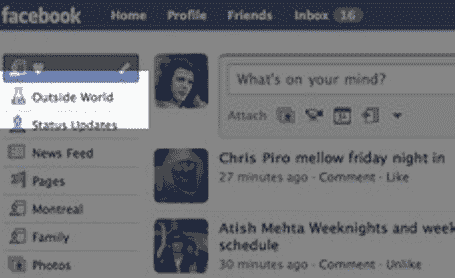 facebook Home Profile Friends Inbox 16
Outside World
Status Updates
News Feed
Pages
Montreal
Family
Photos
What's on your mind?
Attach
Chris Piro mellow friday night in
27 minutes ago · Comment · Like
Atish Mehta Weeknights and week
schedule
30 minutes ago · Comment · Unlike